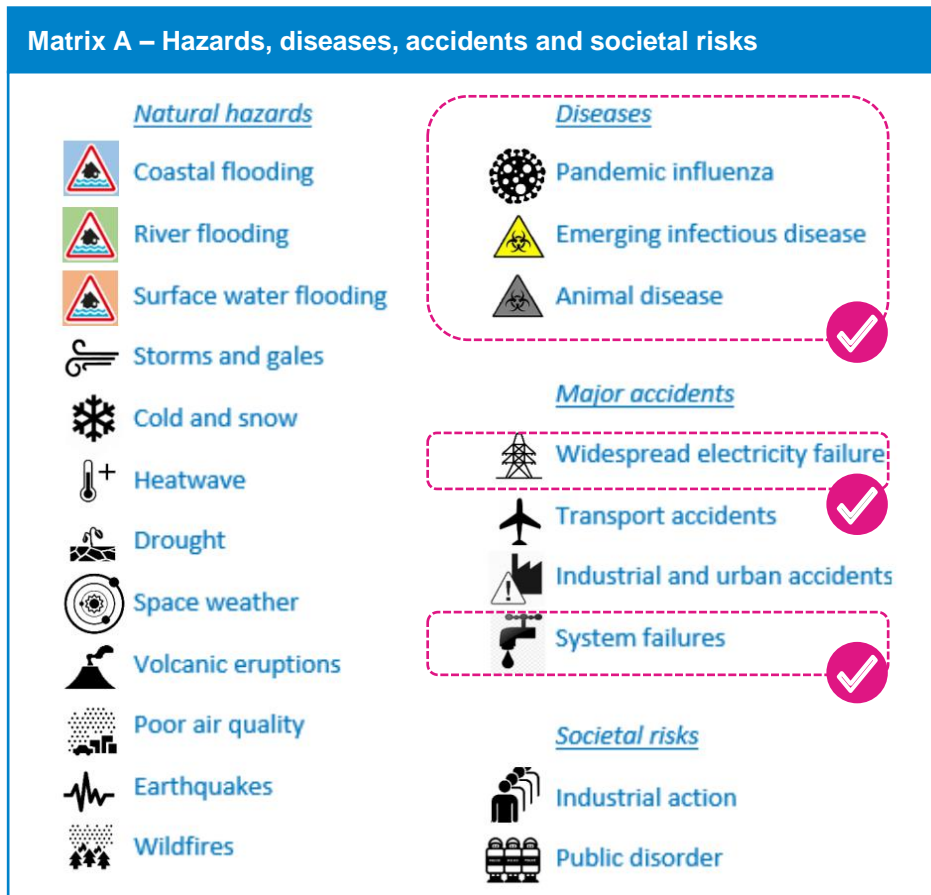 Matrix A – Hazards, diseases, accidents and societal risks
Natural hazards
Coastal flooding
River flooding
Surface water flooding
Storms and gales
Cold and snow
Heatwave
Drought
Space weather
Volcanic eruptions
Poor air quality
Earthquakes
Wildfires
Diseases
Pandemic influenza
Emerging infectious disease
Animal disease
Major accidents
Widespread electricity failure
Transport accidents
Industrial and urban accidents
System failures
Societal risks
Industrial action
Public disorder